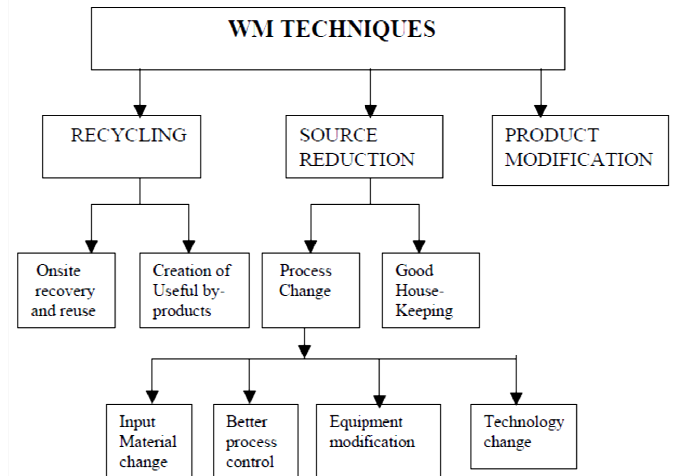 WM TECHNIQUES
RECYCLING
SOURCE
REDUCTION
PRODUCT
MODIFICATION
Onsite
recovery
and reuse
Creation of
Useful by-
products
Process
Change
Good
House-
Keeping
Input
Material
change
Better
process
control
Equipment
modification
Technology
change